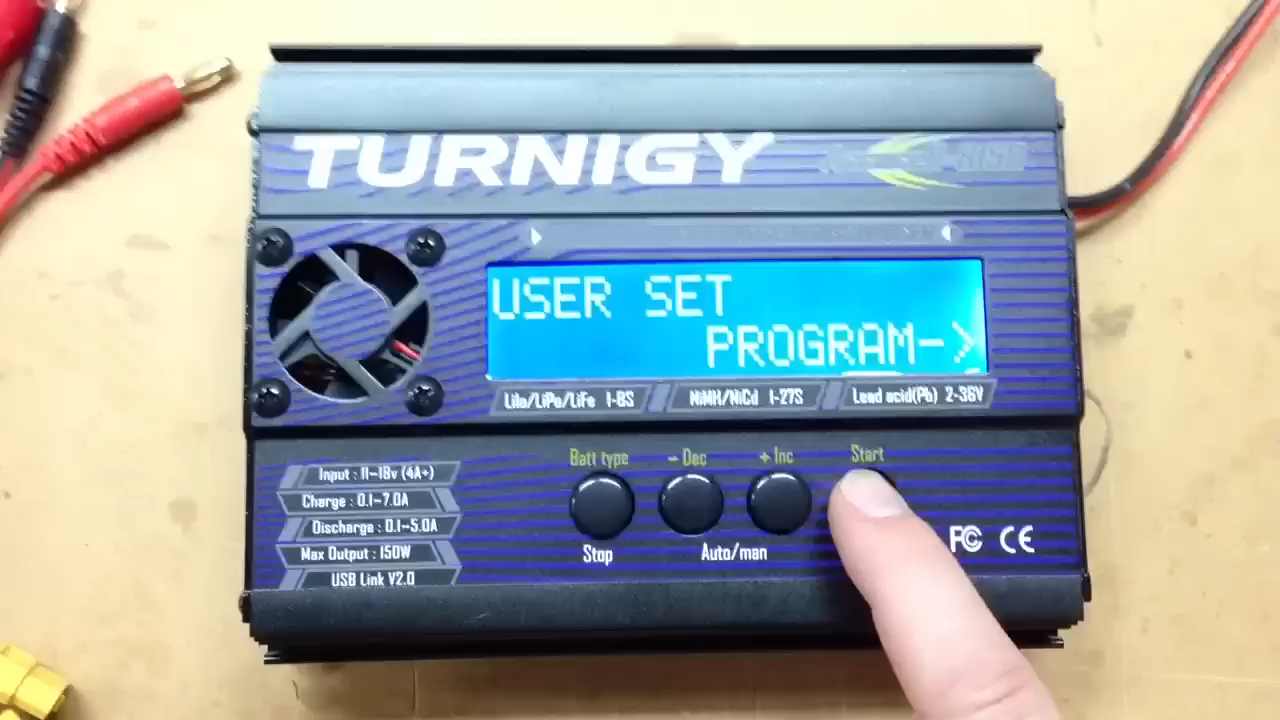 TURNIGY
USER SET
PROGRAM->
LiIo/LiPo/LiFe 1-8S
NiMH/NiCd 1-27S
Lead acid(Pb) 2-36V
Batt type
- Dec
+ Inc
Start
Stop
Auto/man
Input : 11-18v (4A+)
Charge : 0.1-7.0A
Discharge : 0.1-5.0A
Max Output : 150W
USB Link V2.0
FC CE